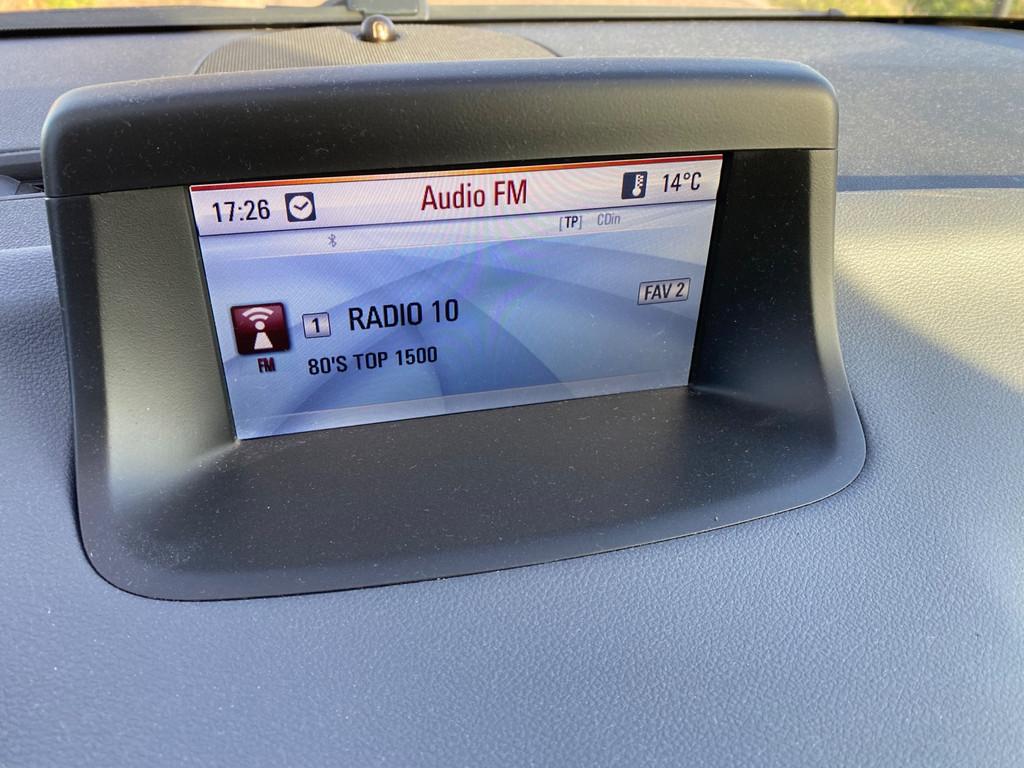 17:26 Audio FM 14°C
[TP] CDin
FAV 2
1 RADIO 10
FM 80'S TOP 1500